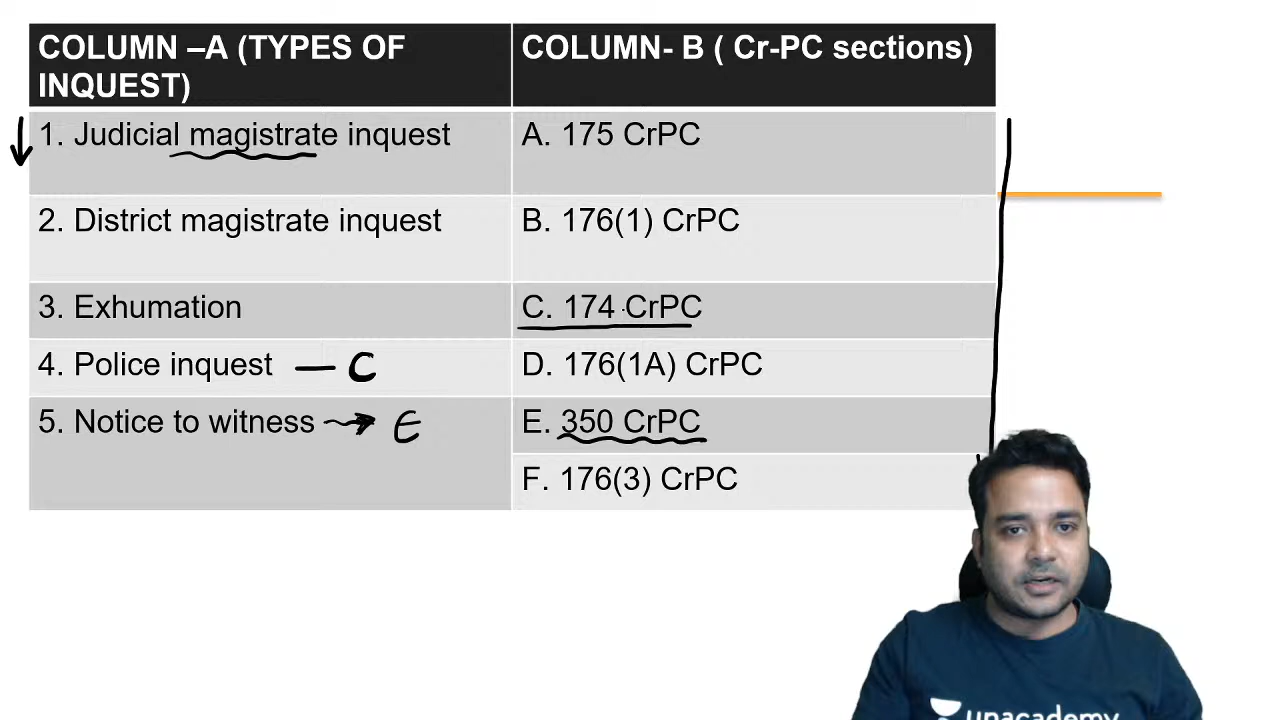 COLUMN –A (TYPES OF
INQUEST)
COLUMN- B ( Cr-PC sections)
1. Judicial magistrate inquest
A. 175 CrPC
2. District magistrate inquest
B. 176(1) CrPC
3. Exhumation
C. 174 CrPC
4. Police inquest — C
D. 176(1A) CrPC
5. Notice to witness → E
E. 350 CrPC
F. 176(3) CrPC
unacademy